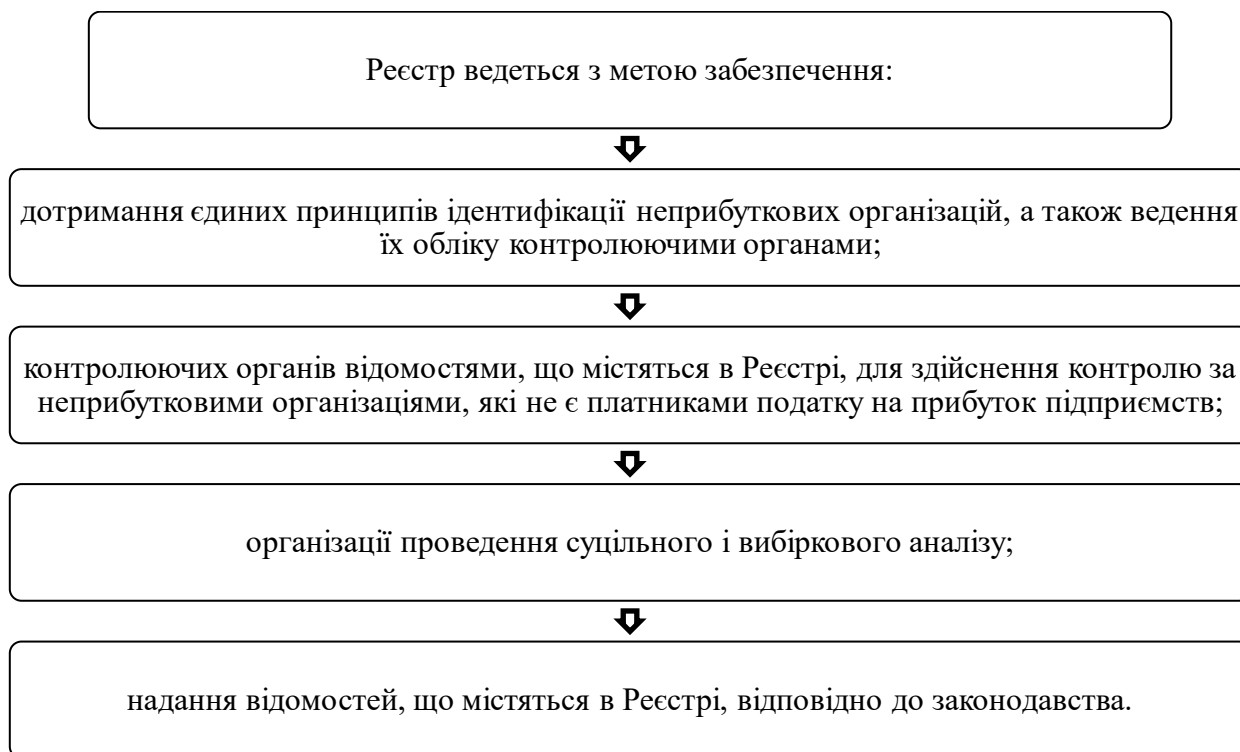 Реєстр ведеться з метою забезпечення:
дотримання єдиних принципів ідентифікації неприбуткових організацій, а також ведення
їх обліку контролюючими органами;
контролюючих органів відомостями, що містяться в Реєстрі, для здійснення контролю за
неприбутковими організаціями, які не є платниками податку на прибуток підприємств;
організації проведення суцільного і вибіркового аналізу;
надання відомостей, що містяться в Реєстрі, відповідно до законодавства.